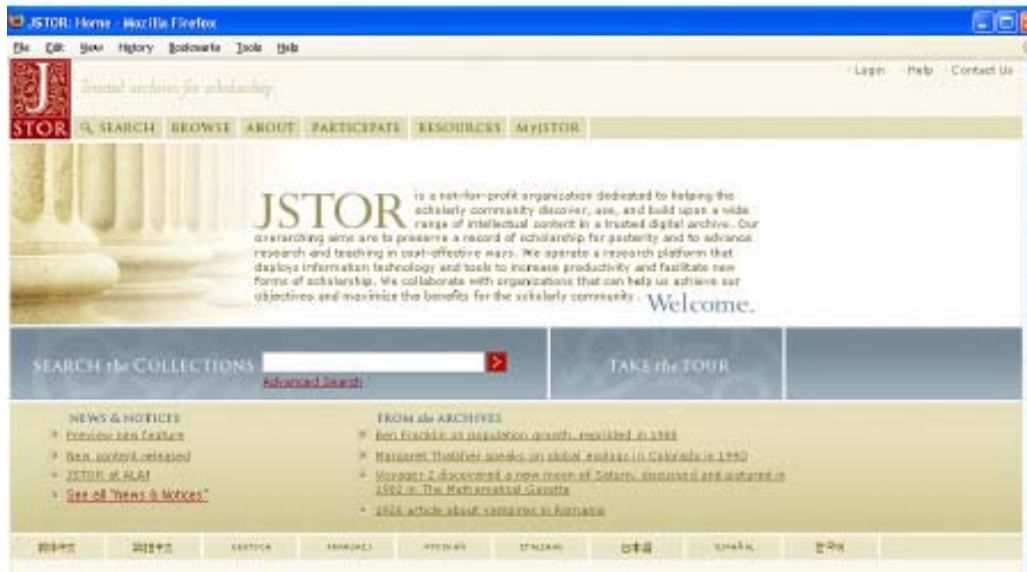 JSTOR: Home - Mozilla Firefox
File Edit View History Bookmarks Tools Help
Login Help Contact Us
J
STOR
Trusted archives for scholarship
SEARCH BROWSE ABOUT PARTICIPATE RESOURCES MyJSTOR
JSTOR is a not-for-profit organization dedicated to helping the
scholarly community discover, use, and build upon a wide
range of intellectual content in a trusted digital archive. Our
overarching aims are to preserve a record of scholarship for posterity and to advance
research and teaching in cost-effective ways. We operate a research platform that
deploys information technology and tools to increase productivity and facilitate new
forms of scholarship. We collaborate with organizations that can help us achieve our
objectives and maximize the benefits for the scholarly community.
Welcome.
SEARCH the COLLECTIONS
>
Advanced Search
TAKE the TOUR
NEWS & NOTICES
Preview new feature
New content released
JSTOR at ALA!
See all "News & Notices"
FROM the ARCHIVES
Ben Franklin on population growth, reprinted in
Margaret Thatcher speaks on global in Colorado in 1990
Voyager 2 discovered a new moon of Saturn, discussed and pictured in
1982 in The Mathematical Gazette
1926 article about vampires in Romania
简体中文 繁體中文 DEUTSCH FRANÇAIS РУССКИЙ ITALIANO 日本語 ESPAÑOL 한국어